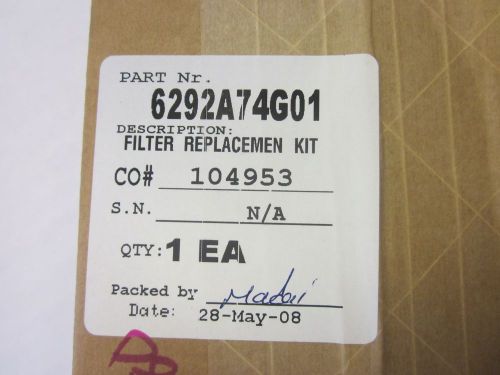 PART Nr.
6292A74G01
DESCRIPTION:
FILTER REPLACEMEN KIT
CO# 104953
S.N. N/A
QTY: 1 EA
Packed by
Date: 28-May-08